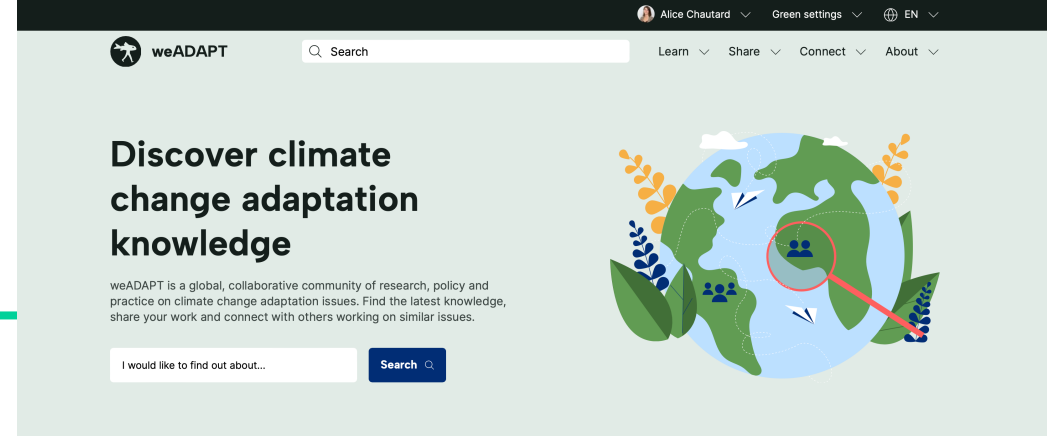 Alice Chautard
Green settings
EN
weADAPT
Search
Learn
Share
Connect
About
Discover climate
change adaptation
knowledge
weADAPT is a global, collaborative community of research, policy and
practice on climate change adaptation issues. Find the latest knowledge,
share your work and connect with others working on similar issues.
I would like to find out about...
Search